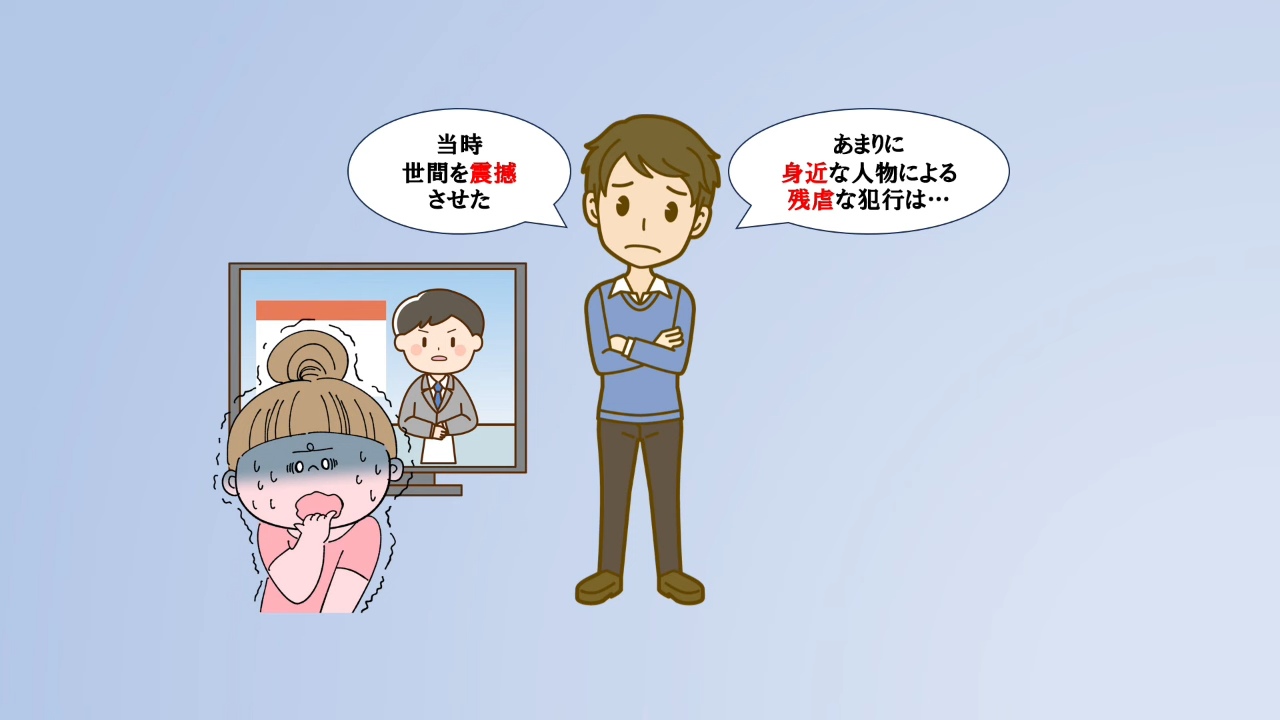 あまりに
身近な人物による
残虐な犯行は…
当時
世間を震撼
させた